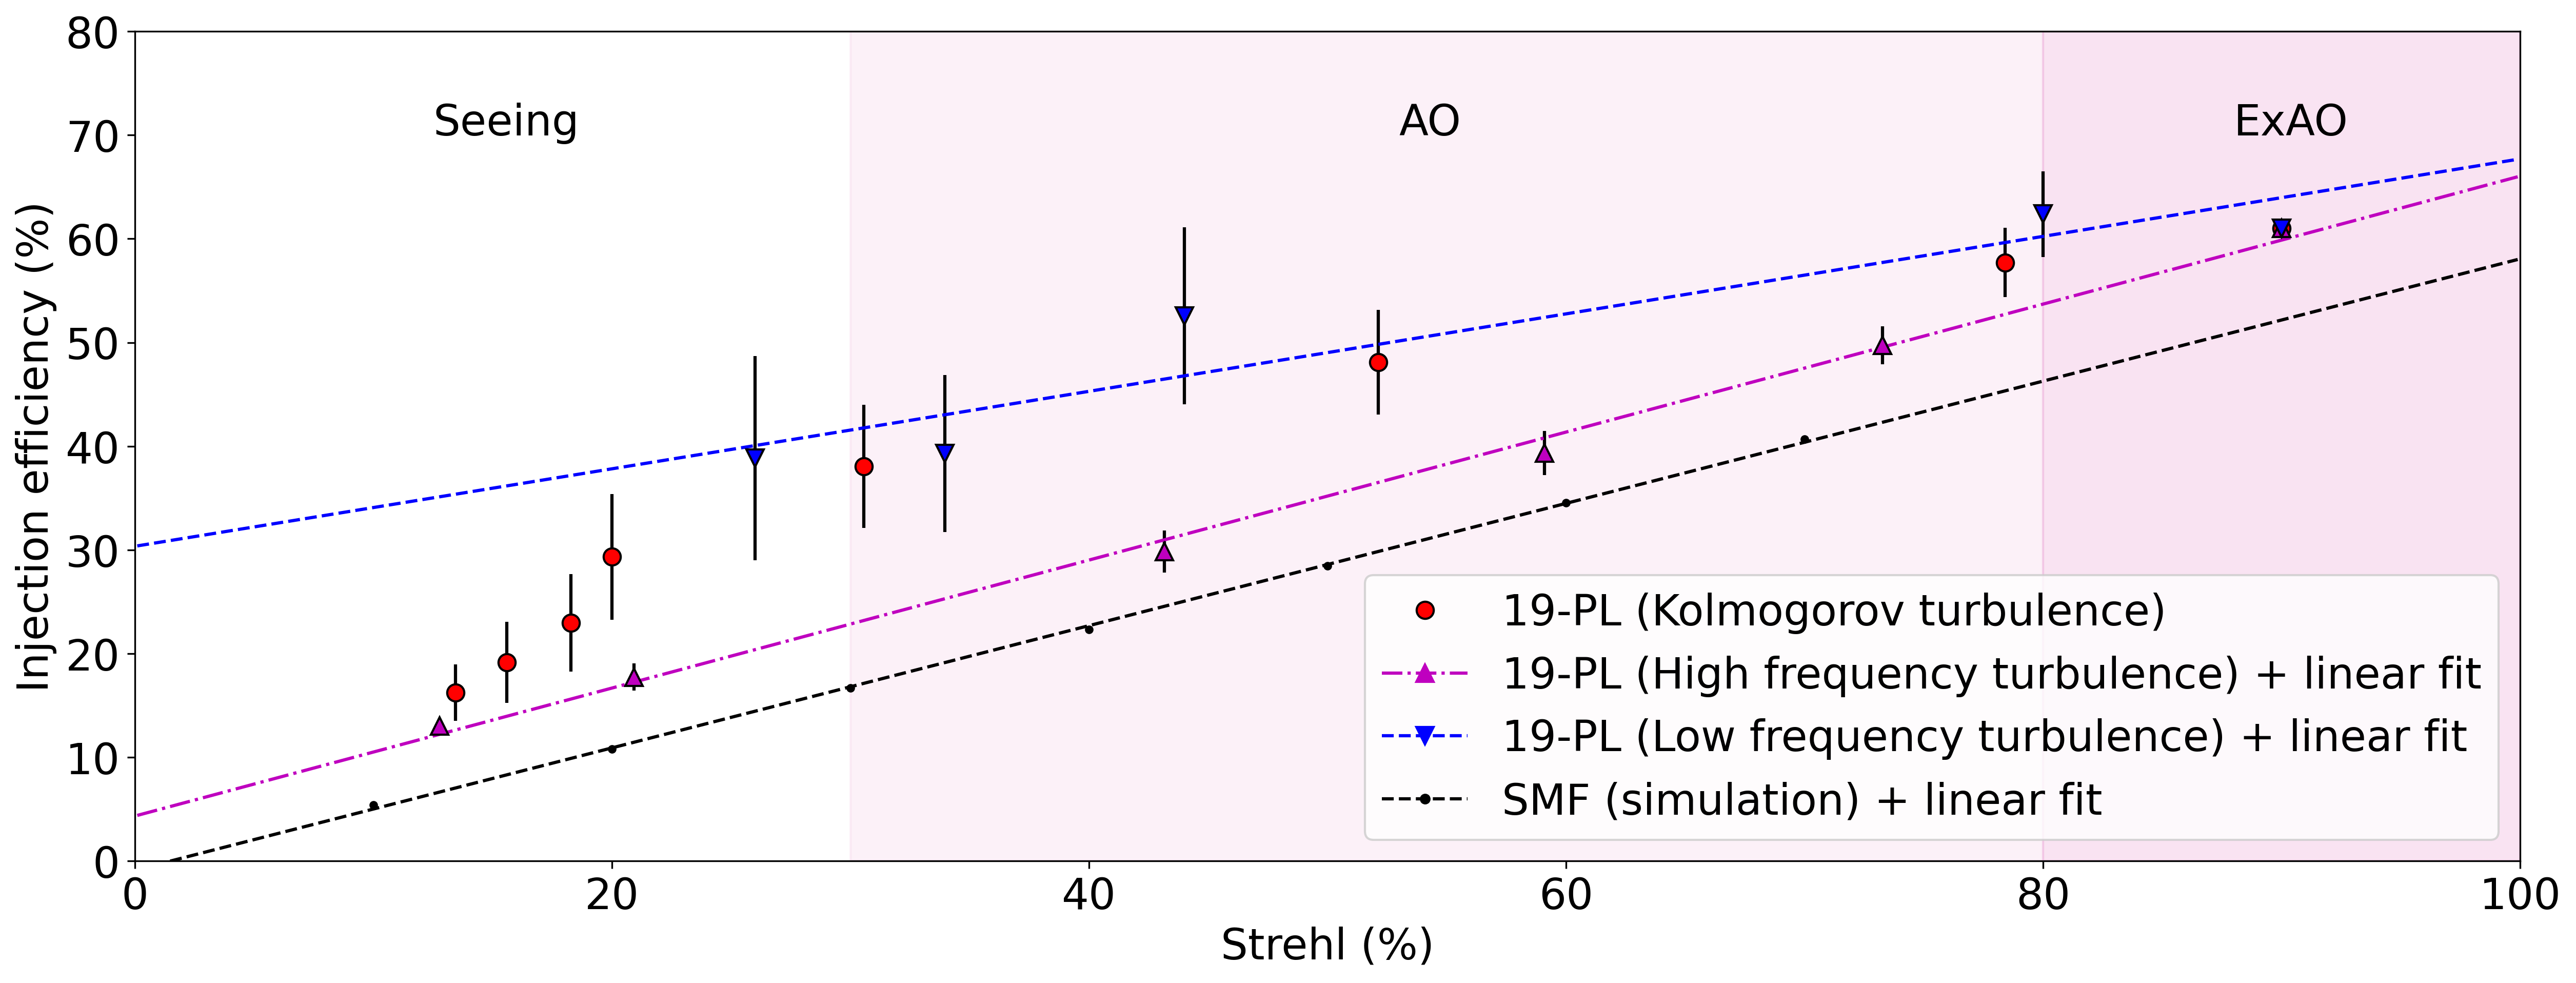 Seeing
AO
ExAO
Injection efficiency (%)
80
70
60
50
40
30
20
10
0
19-PL (Kolmogorov turbulence)
19-PL (High frequency turbulence) + linear fit
19-PL (Low frequency turbulence) + linear fit
SMF (simulation) + linear fit
0 20 40 60 80 100
Strehl (%)